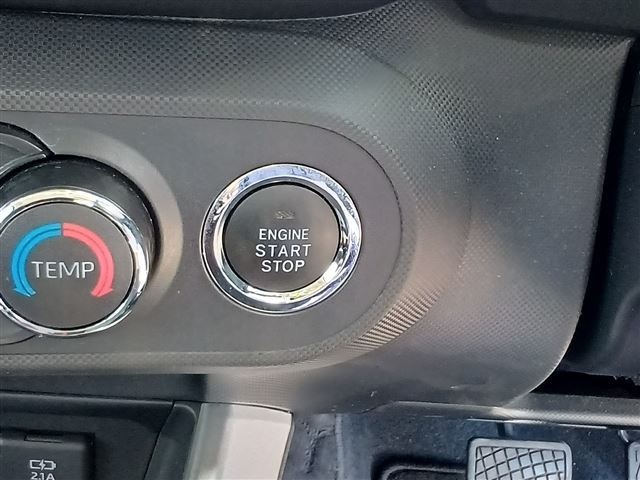 ENGINE
START
STOP
TEMP
2.1A